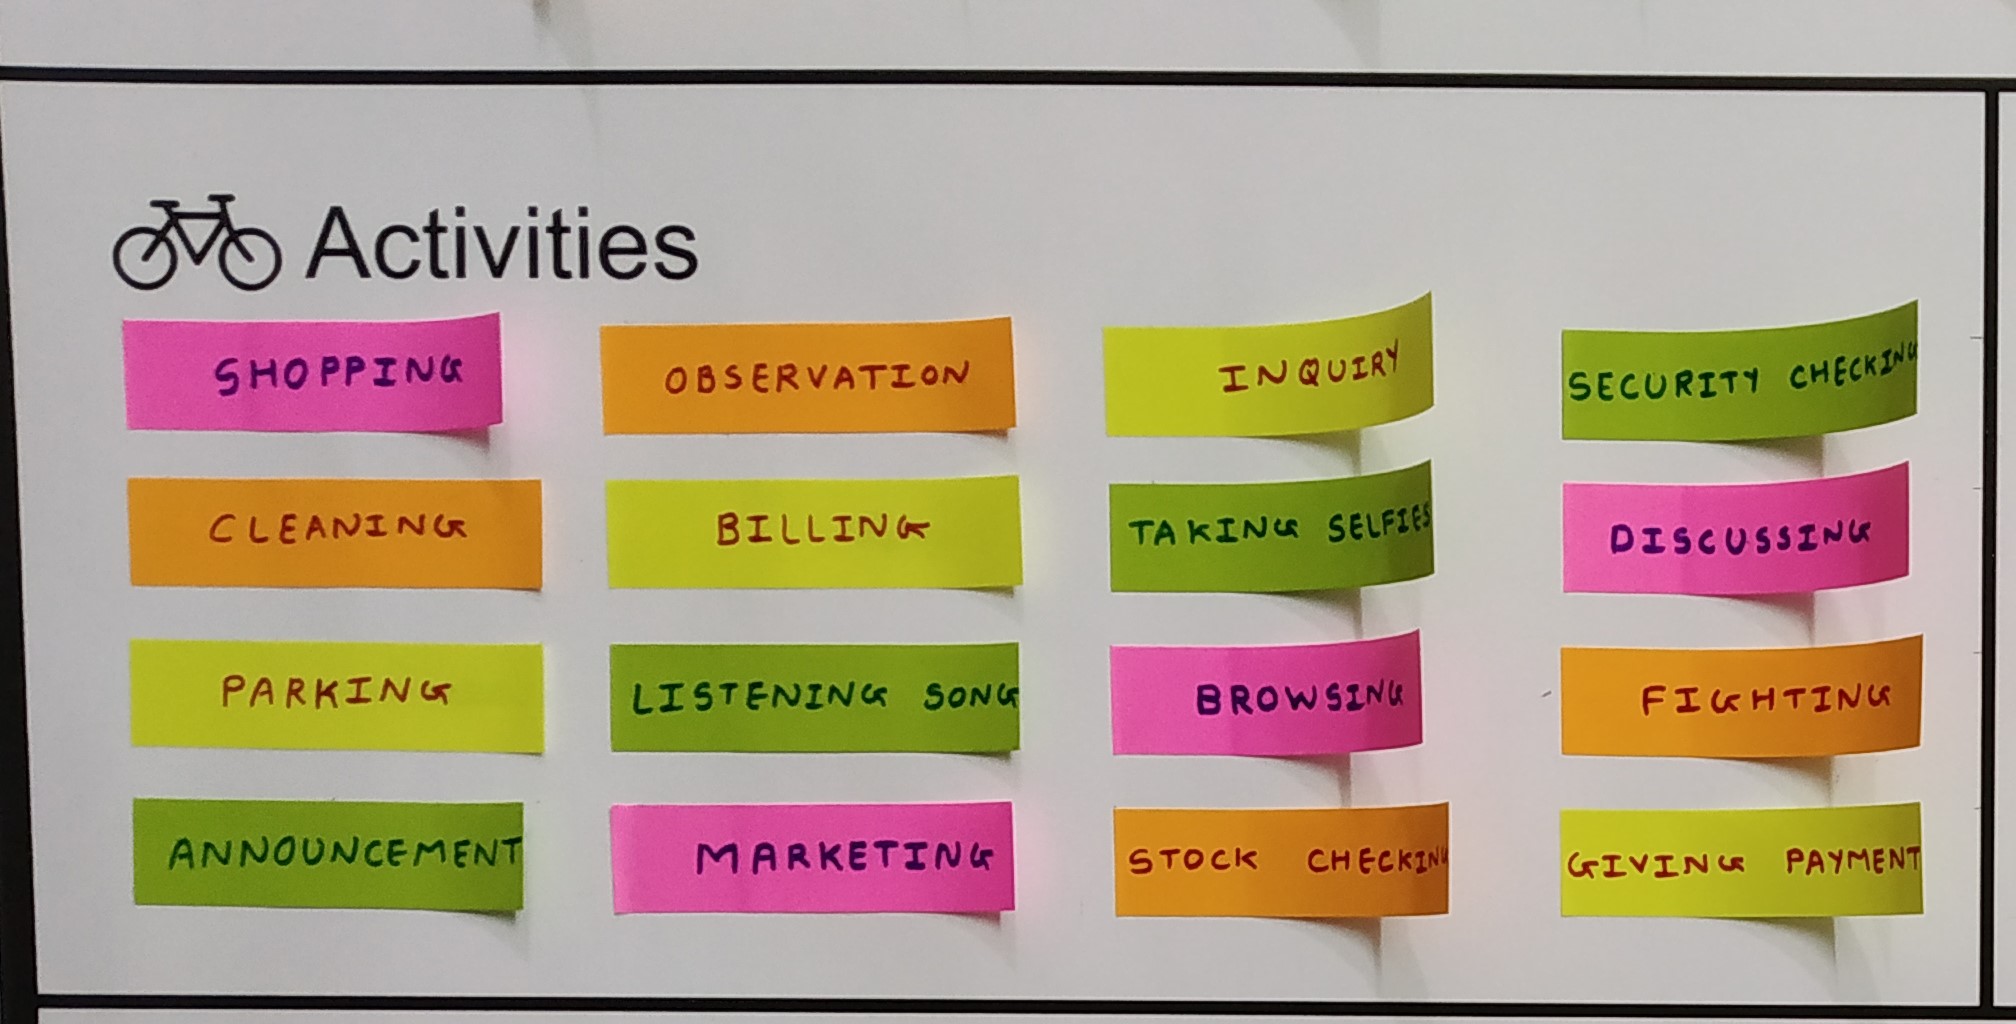 Activities
SHOPPING OBSERVATION INQUIRY SECURITY CHECKING
CLEANING BILLING TAKING SELFIES DISCUSSING
PARKING LISTENING SONG BROWSING FIGHTING
ANNOUNCEMENT MARKETING STOCK CHECKING GIVING PAYMENT